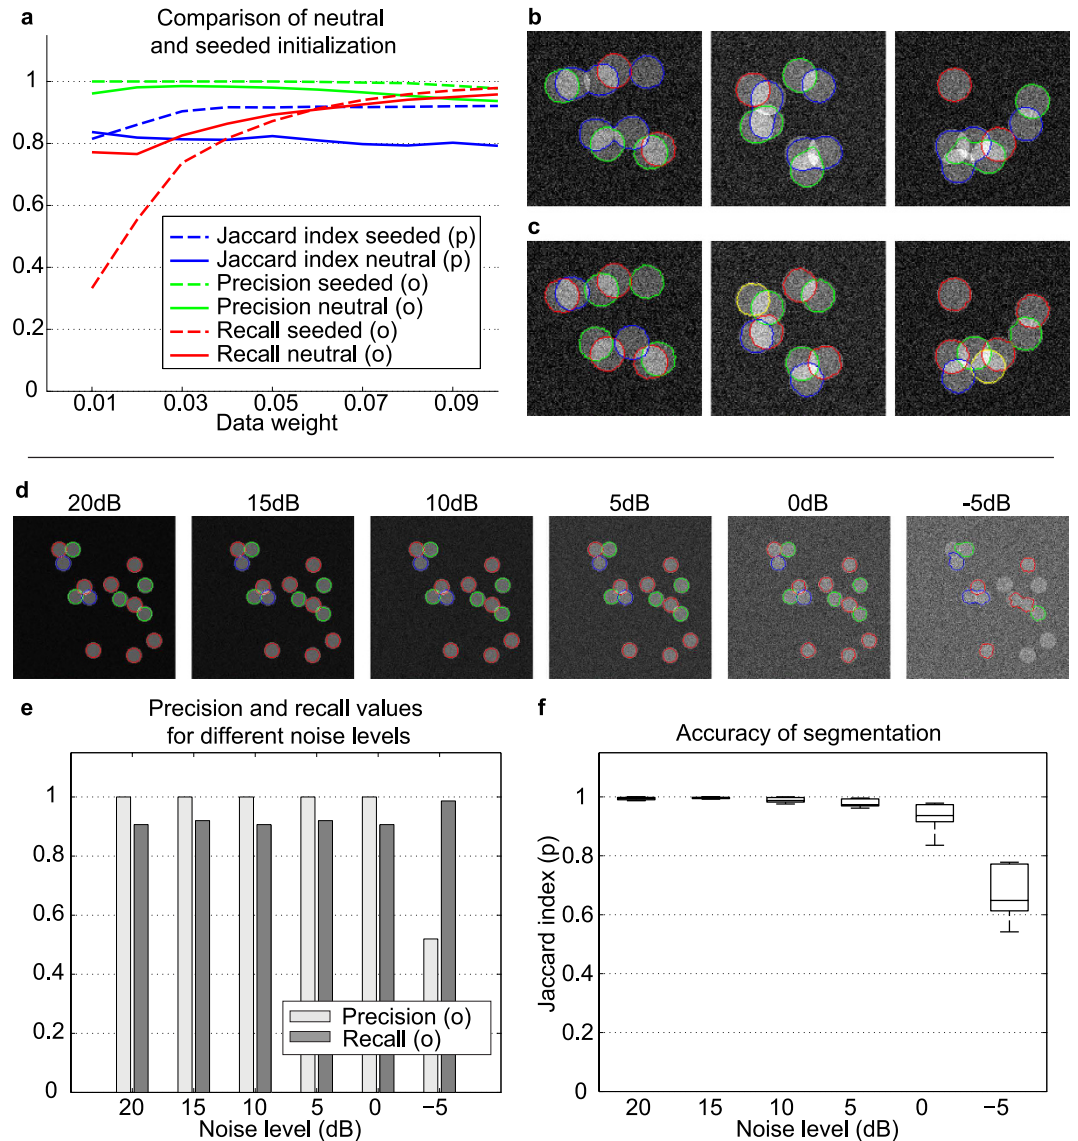 a
Comparison of neutral
and seeded initialization
1
0.8
0.6
0.4
0.2
0
Jaccard index seeded (p)
Jaccard index neutral (p)
Precision seeded (o)
Precision neutral (o)
Recall seeded (o)
Recall neutral (o)
0.01 0.03 0.05 0.07 0.09
Data weight
b
c
d
20dB 15dB 10dB 5dB 0dB -5dB
e
Precision and recall values
for different noise levels
1
0.8
0.6
0.4
0.2
0
Precision (o)
Recall (o)
20 15 10 5 0 −5
Noise level (dB)
f
Accuracy of segmentation
Jaccard index (p)
1
0.8
0.6
0.4
0.2
0
20 15 10 5 0 −5
Noise level (dB)